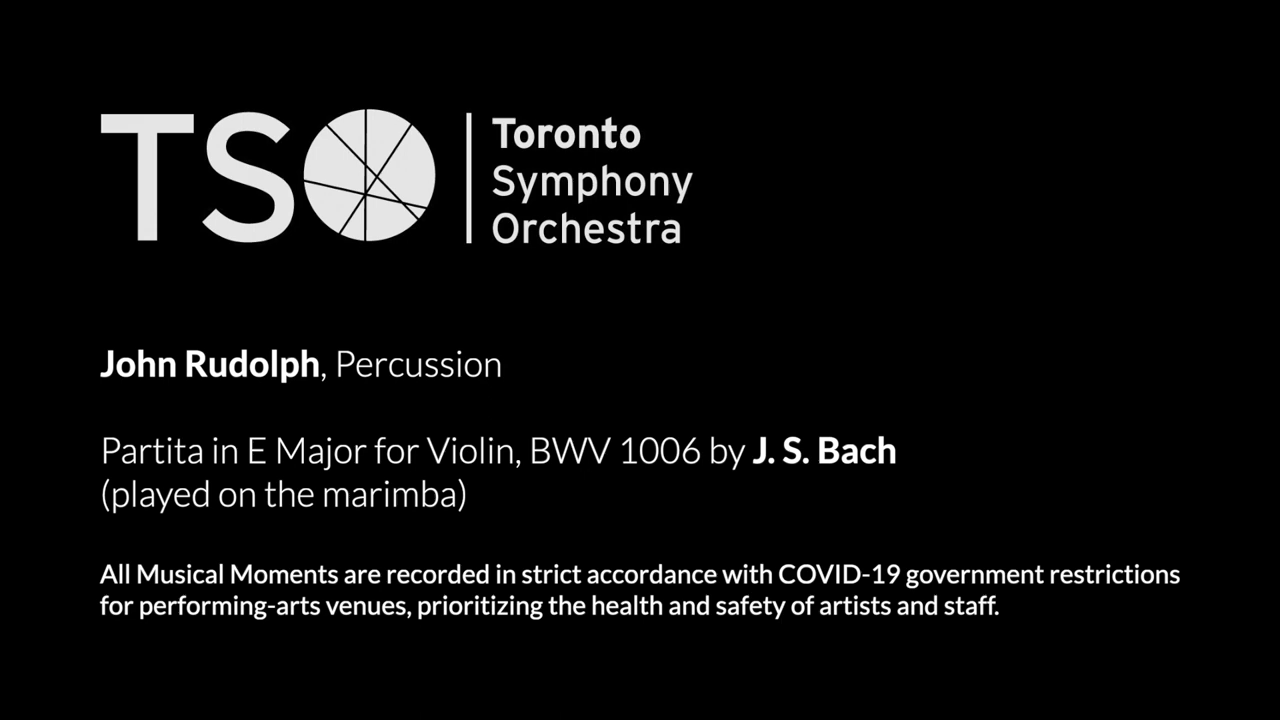 TSO
Toronto
Symphony
Orchestra
John Rudolph, Percussion
Partita in E Major for Violin, BWV 1006 by J. S. Bach
(played on the marimba)
All Musical Moments are recorded in strict accordance with COVID-19 government restrictions
for performing-arts venues, prioritizing the health and safety of artists and staff.